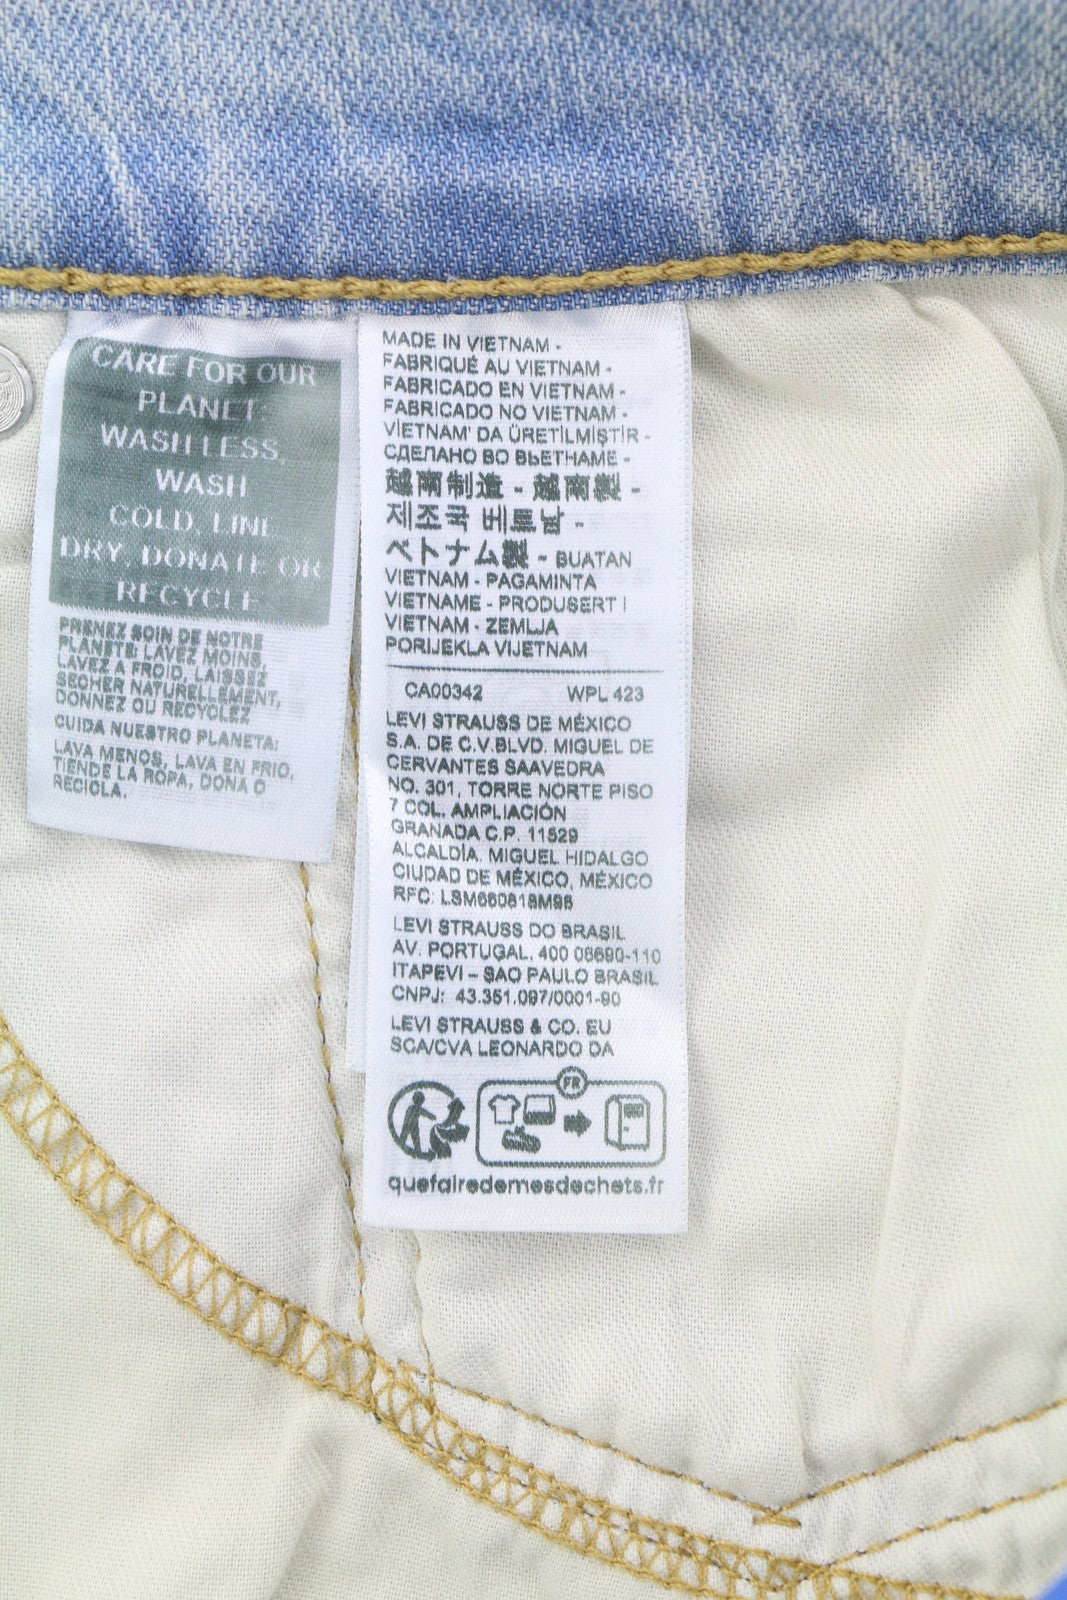 CARE FOR OUR
PLANET:
WASH LESS,
WASH
COLD, LINE
DRY, DONATE OR
RECYCLE
PRENEZ SOIN DE NOTRE
PLANETE: LAVEZ MOINS,
LAVEZ A FROID, LAISSEZ
SECHER NATURELLEMENT,
DONNEZ OU RECYCLEZ
CUIDA NUESTRO PLANETA:
LAVA MENOS, LAVA EN FRIO,
TIENDE LA ROPA, DONA O
RECICLA.
MADE IN VIETNAM -
FABRIQUÉ AU VIETNAM -
FABRICADO EN VIETNAM -
FABRICADO NO VIETNAM -
VİETNAM' DA ÜRETİLMİŞTİR -
СДЕЛАНО ВО ВЬЕТНАМЕ -
越南制造 - 越南製 -
제조국 베트남 -
ベトナム製 - BUATAN
VIETNAM - PAGAMINTA
VIETNAME - PRODUSERT I
VIETNAM - ZEMLJA
PORIJEKLA VIJETNAM
CA00342 WPL 423
LEVI STRAUSS DE MÉXICO
S.A. DE C.V.BLVD. MIGUEL DE
CERVANTES SAAVEDRA
NO. 301, TORRE NORTE PISO
7 COL. AMPLIACIÓN
GRANADA C.P. 11529
ALCALDÍA. MIGUEL HIDALGO
CIUDAD DE MÉXICO, MÉXICO
RFC: LSM660818M96
LEVI STRAUSS DO BRASIL
AV. PORTUGAL, 400 06690-110
ITAPEVI – SAO PAULO BRASIL
CNPJ: 43.351.097/0001-90
LEVI STRAUSS & CO. EU
SCA/CVA LEONARDO DA
FR
quefairedemesdechets.fr